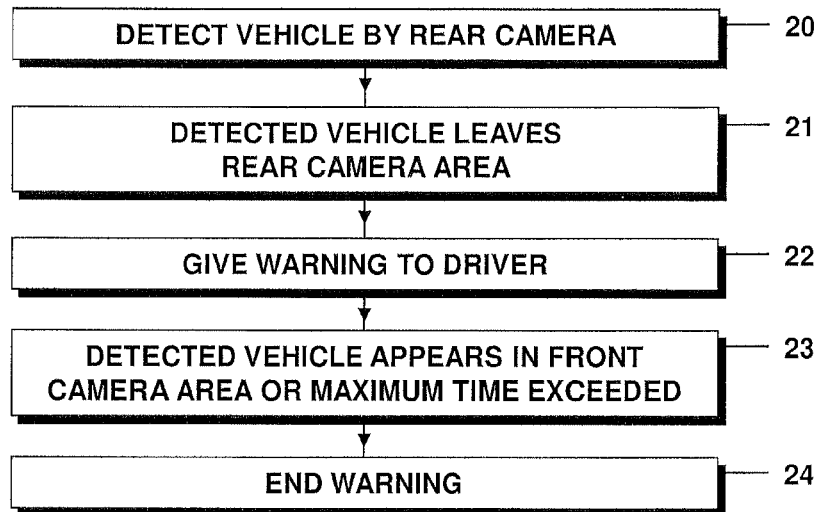 DETECT VEHICLE BY REAR CAMERA
20
DETECTED VEHICLE LEAVES
REAR CAMERA AREA
21
GIVE WARNING TO DRIVER
22
DETECTED VEHICLE APPEARS IN FRONT
CAMERA AREA OR MAXIMUM TIME EXCEEDED
23
END WARNING
24